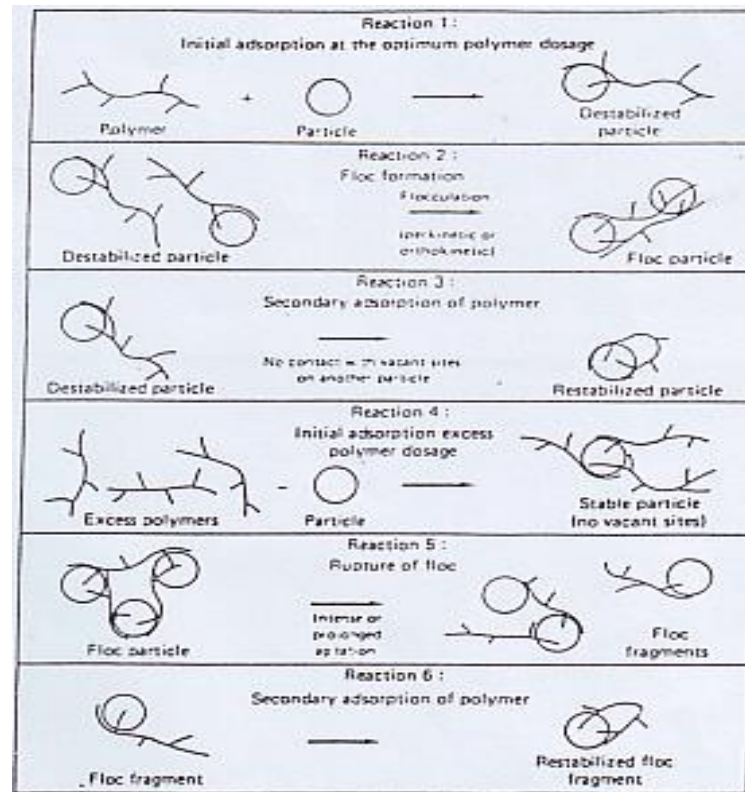 Reaction 1 :
Initial adsorption at the optimum polymer dosage
+
Polymer
Particle
Destabilized
particle
Reaction 2 :
Floc formation
Flocculation
(perikinetic or
orthokinetic)
Destabilized particle
Floc particle
Reaction 3 :
Secondary adsorption of polymer
No contact with vacant sites
on another particle
Destabilized particle
Restabilized particle
Reaction 4 :
Initial adsorption excess
polymer dosage
Excess polymers
Particle
Stable particle
(no vacant sites)
Reaction 5 :
Rupture of floc
Intense or
prolonged
agitation
Floc particle
Floc
fragments
Reaction 6 :
Secondary adsorption of polymer
Floc fragment
Restabilized floc
fragment